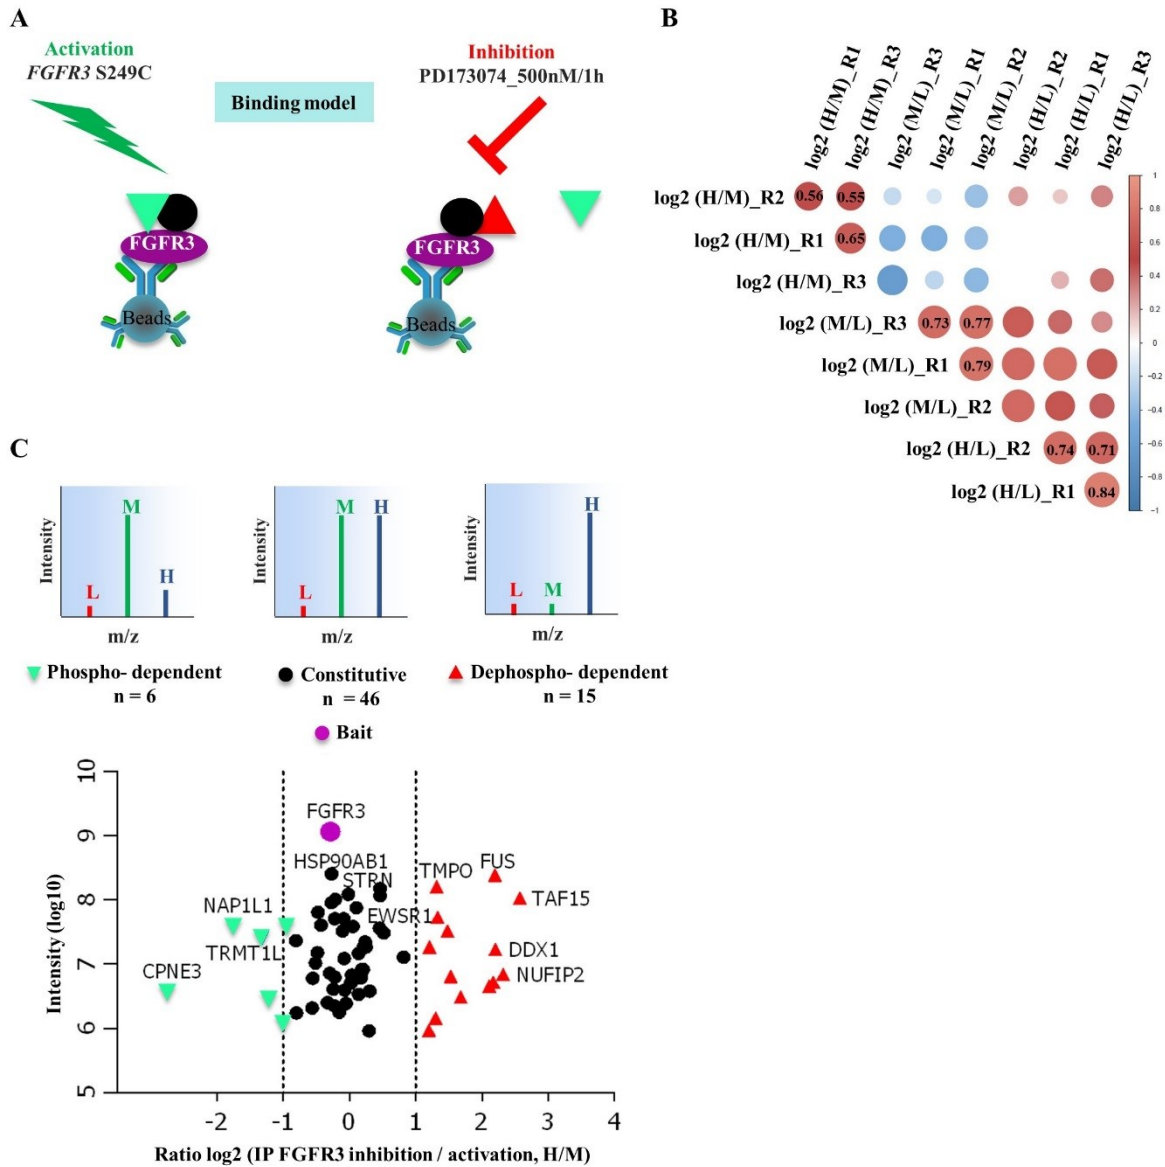 A
Activation
FGFR3 S249C
Binding model
Inhibition
PD173074_500nM/1h
FGFR3
Beads
FGFR3
Beads
B
log2 (H/M)_R1
log2 (H/M)_R3
log2 (M/L)_R3
log2 (M/L)_R1
log2 (M/L)_R2
log2 (H/L)_R2
log2 (H/L)_R1
log2 (H/L)_R3
log2 (H/M)_R2 0.56 0.55
log2 (H/M)_R1 0.65
log2 (H/M)_R3
log2 (M/L)_R3 0.73 0.77
log2 (M/L)_R1 0.79
log2 (M/L)_R2
log2 (H/L)_R2 0.74 0.71
log2 (H/L)_R1 0.84
1
0.8
0.6
0.4
0.2
0
−0.2
−0.4
−0.6
−0.8
−1
C
Intensity
L M H
m/z
Intensity
L M H
m/z
Intensity
L M H
m/z
Phospho- dependent
n = 6
Constitutive
n = 46
Dephospho- dependent
n = 15
Bait
Intensity (log10)
10
9
8
7
6
5
FGFR3
HSP90AB1
STRN
EWSR1
TMPO
FUS
TAF15
NAP1L1
TRMT1L
CPNE3
DDX1
NUFIP2
-2 -1 0 1 2 3 4
Ratio log2 (IP FGFR3 inhibition / activation, H/M)